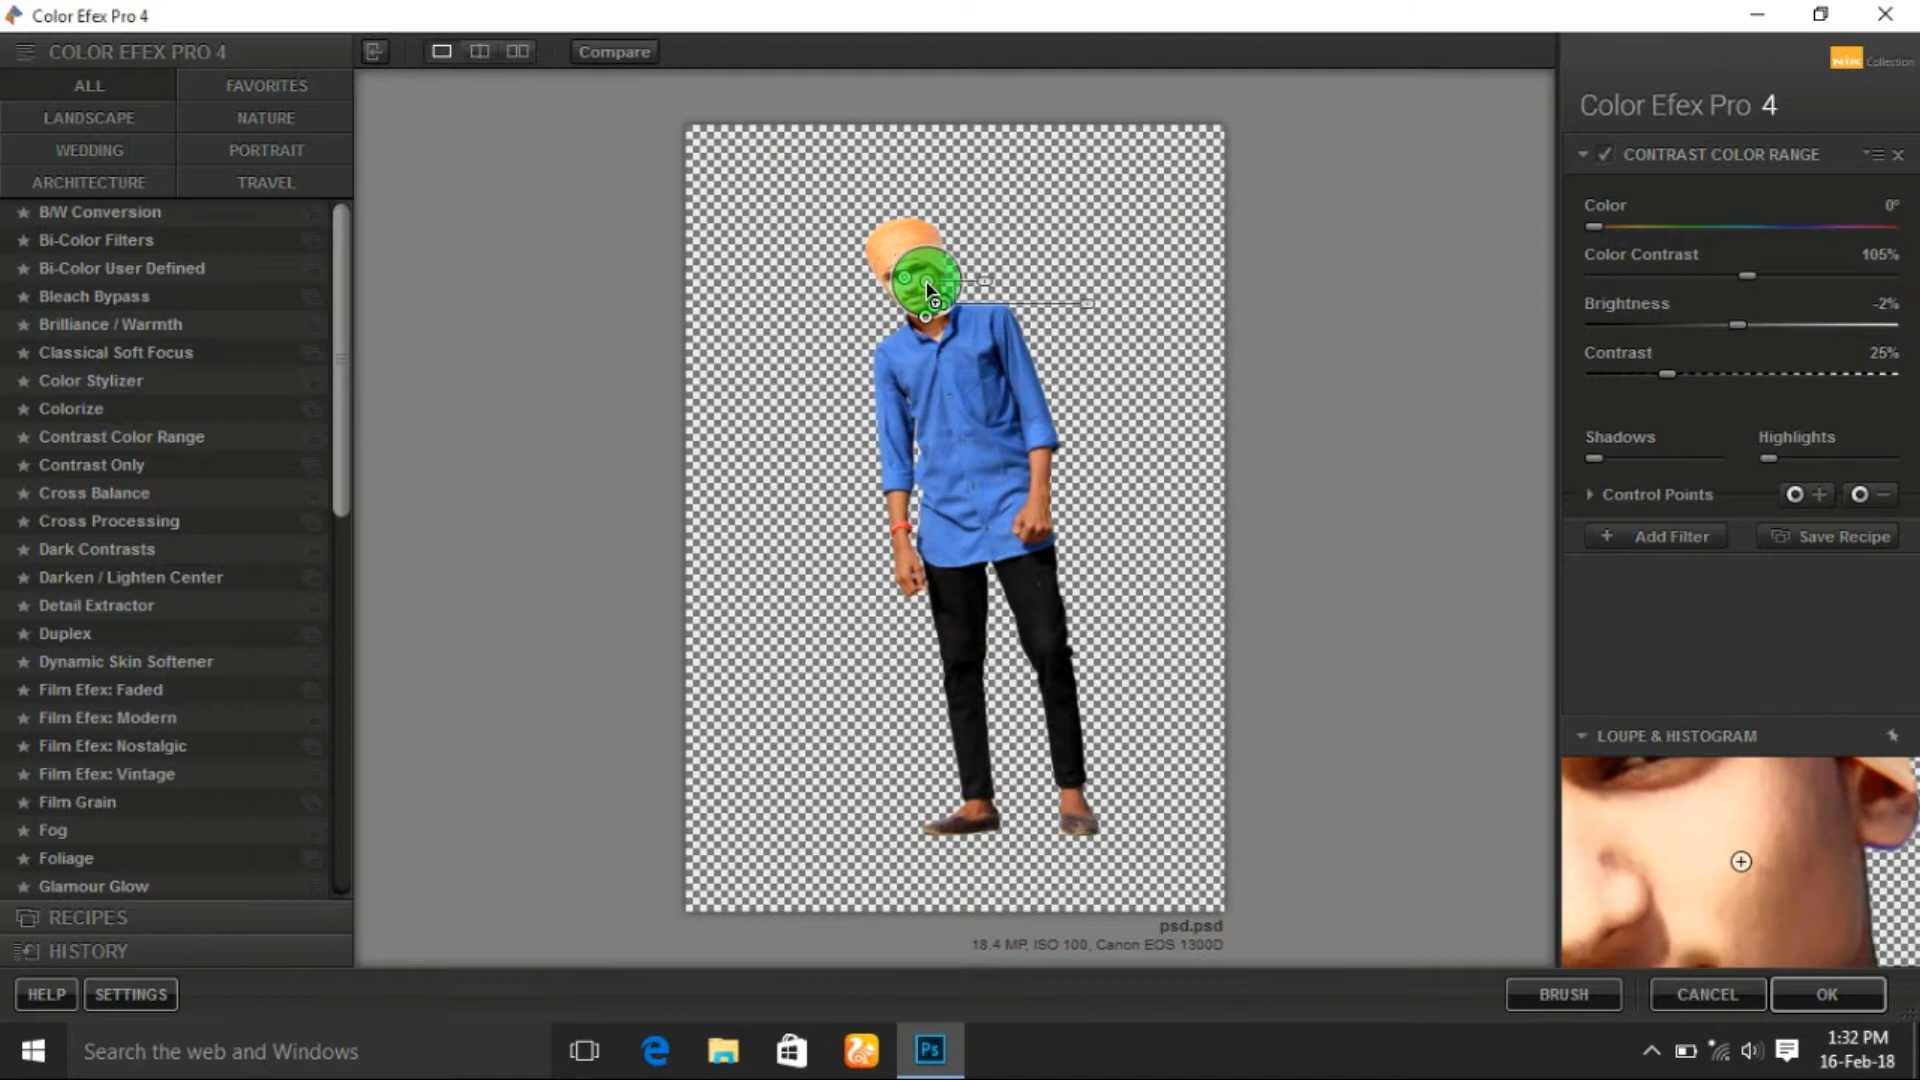 Color Efex Pro 4
COLOR EFEX PRO 4
ALL
FAVORITES
LANDSCAPE
NATURE
WEDDING
PORTRAIT
ARCHITECTURE
TRAVEL
B/W Conversion
Bi-Color Filters
Bi-Color User Defined
Bleach Bypass
Brilliance / Warmth
Classical Soft Focus
Color Stylizer
Colorize
Contrast Color Range
Contrast Only
Cross Balance
Cross Processing
Dark Contrasts
Darken / Lighten Center
Detail Extractor
Duplex
Dynamic Skin Softener
Film Efex: Faded
Film Efex: Modern
Film Efex: Nostalgic
Film Efex: Vintage
Film Grain
Fog
Foliage
Glamour Glow
RECIPES
HISTORY
HELP
SETTINGS
Compare
psd.psd
18.4 MP, ISO 100, Canon EOS 1300D
Nik Collection
Color Efex Pro 4
CONTRAST COLOR RANGE
Color 0°
Color Contrast 105%
Brightness -2%
Contrast 25%
Shadows
Highlights
Control Points
+ Add Filter
Save Recipe
LOUPE & HISTOGRAM
BRUSH
CANCEL
OK
Search the web and Windows
Ps
1:32 PM
16-Feb-18